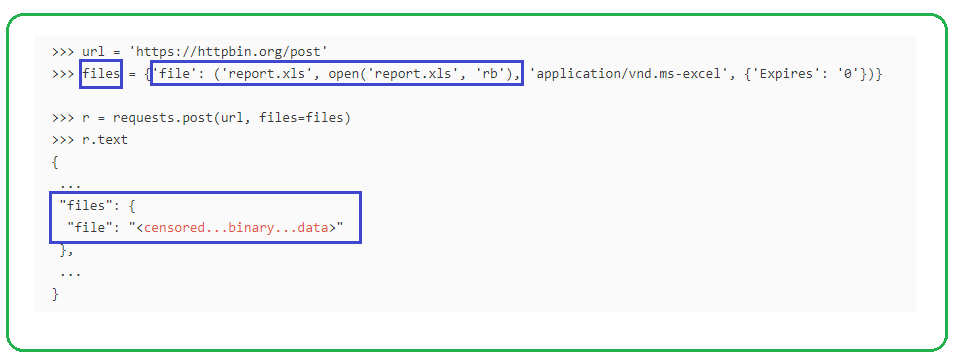 >>> url = 'https://httpbin.org/post'
>>> files = {'file': ('report.xls', open('report.xls', 'rb'), 'application/vnd.ms-excel', {'Expires': '0'})}
>>> r = requests.post(url, files=files)
>>> r.text
{
...
"files": {
"file": "<censored...binary...data>"
},
...
}